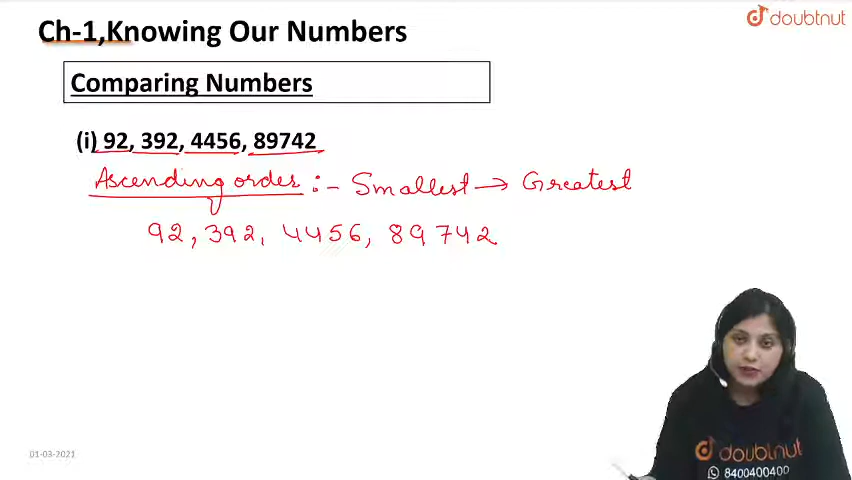 doubtnut
Ch-1,Knowing Our Numbers
Comparing Numbers
(i) 92, 392, 4456, 89742
Ascending order :- Smallest → Greatest
92, 392, 4456, 89742
doubtnut
8400400400
01-03-2021